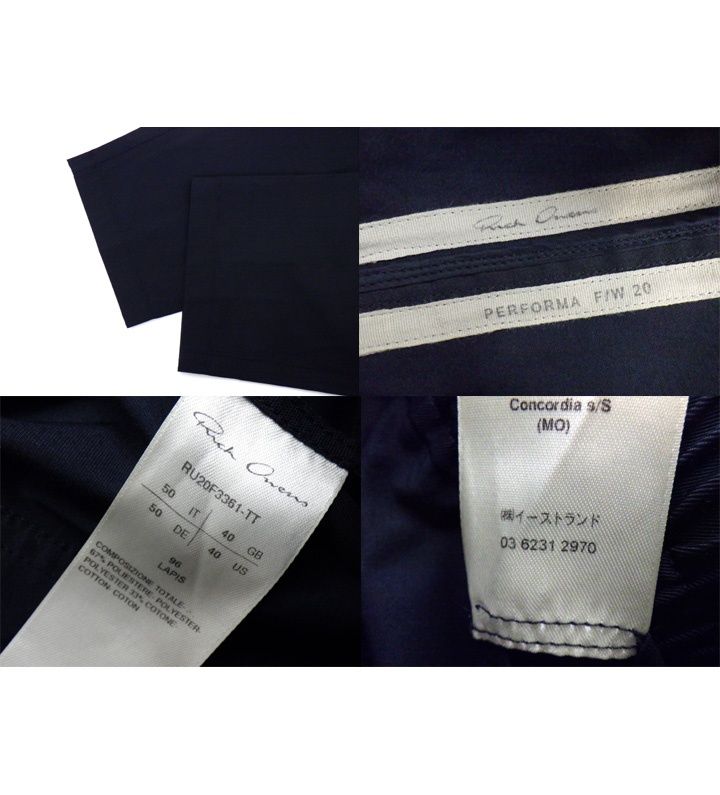 Rick Owens
PERFORMA F/W 20
Rick Owens
RU20F3361-TT
50 IT 40 GB
50 DE 40 US
96
LAPIS
COMPOSIZIONE TOTALE-
67% POLIESTERE POLYESTER-
POLYESTER 33% COTONE-
COTTON COTON
Concordia s/S
(MO)
㈱イーストランド
03 6231 2970